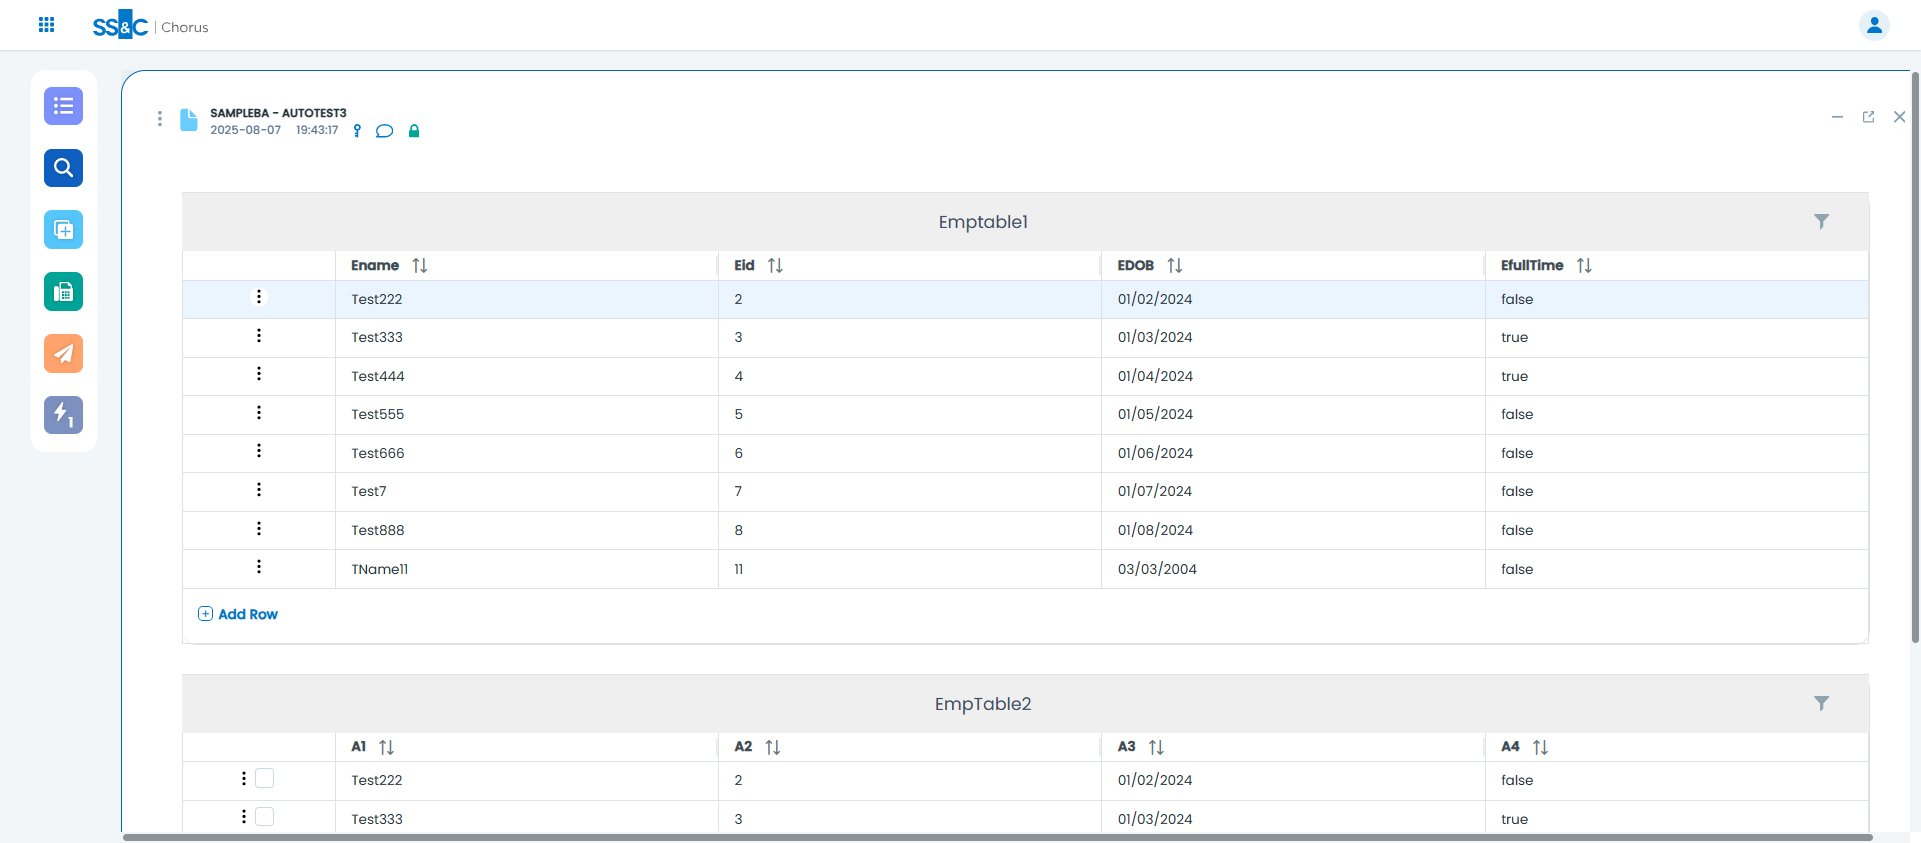 SS&C | Chorus
SAMPLEBA - AUTOTEST3
2025-08-07 19:43:17
1
Emptable1
Ename Eid EDOB EfullTime
Test222 2 01/02/2024 false
Test333 3 01/03/2024 true
Test444 4 01/04/2024 true
Test555 5 01/05/2024 false
Test666 6 01/06/2024 false
Test7 7 01/07/2024 false
Test888 8 01/08/2024 false
TName11 11 03/03/2004 false
Add Row
EmpTable2
A1 A2 A3 A4
Test222 2 01/02/2024 false
Test333 3 01/03/2024 true